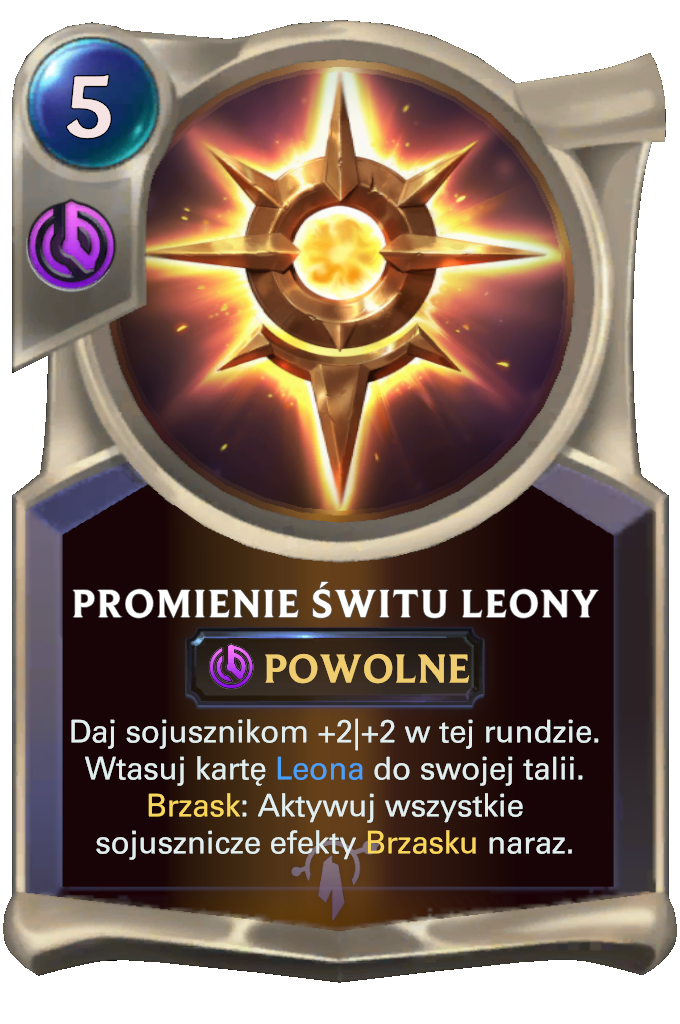 5
PROMIENIE ŚWITU LEONY
POWOLNE
Daj sojusznikom +2|+2 w tej rundzie.
Wtasuj kartę Leona do swojej talii.
Brzask: Aktywuj wszystkie
sojusznicze efekty Brzasku naraz.